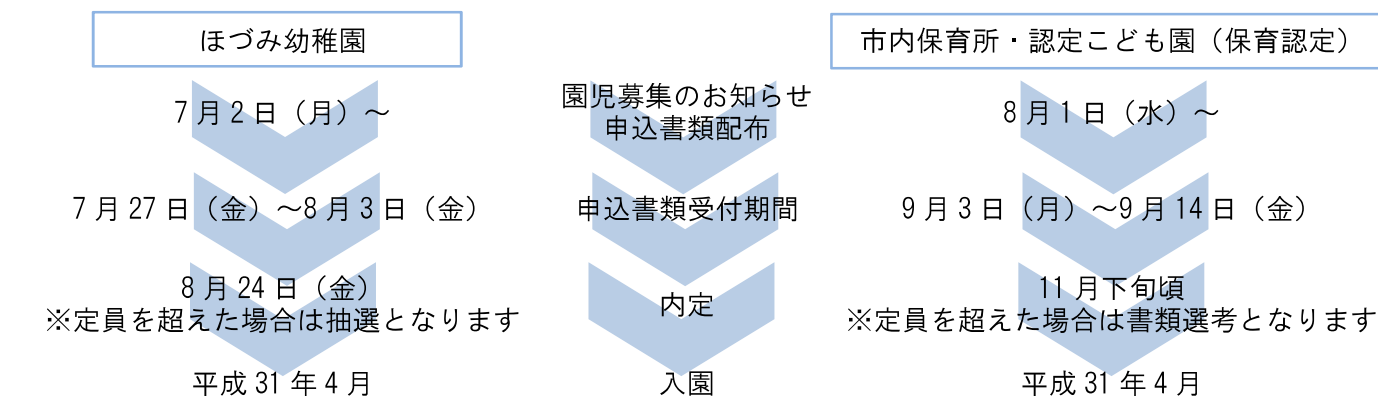 ほづみ幼稚園
市内保育所・認定こども園（保育認定）
7月2日（月）～
園児募集のお知らせ
申込書類配布
8月1日（水）～
7月27日（金）～8月3日（金）
申込書類受付期間
9月3日（月）～9月14日（金）
8月24日（金）
※定員を超えた場合は抽選となります
内定
11月下旬頃
※定員を超えた場合は書類選考となります
平成31年4月
入園
平成31年4月